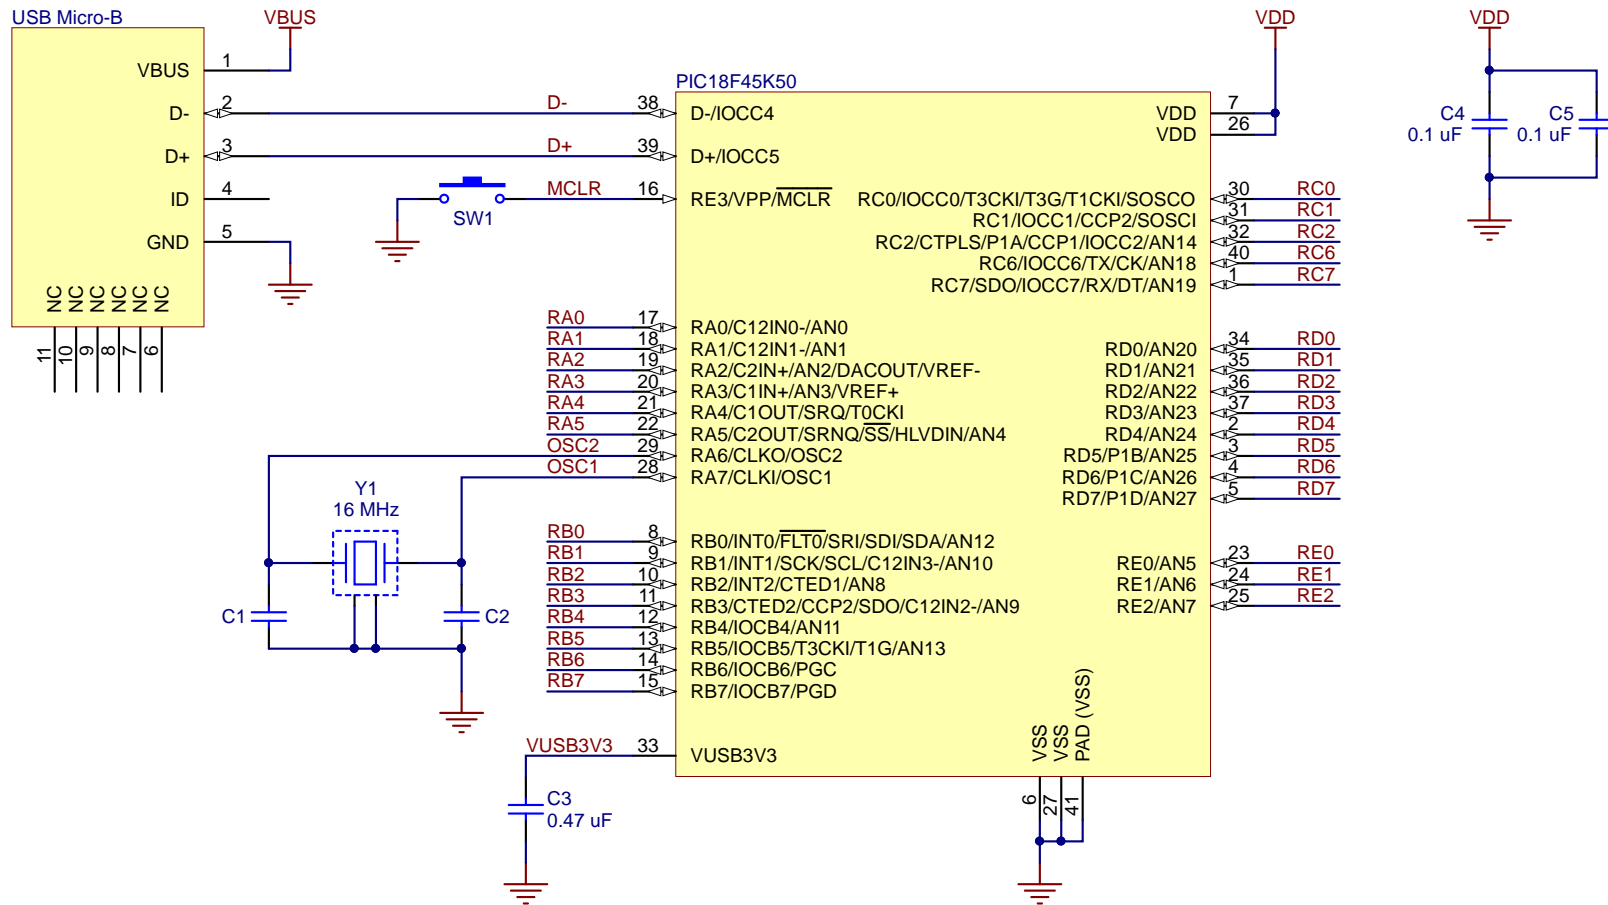 USB Micro-B
VBUS
VDD
VDD
1
VBUS
PIC18F45K50
2
D-
D-
38
D-/IOCC4
VDD
7
VDD
26
C4
0.1 uF
C5
0.1 uF
3
D+
D+
39
D+/IOCC5
4
ID
MCLR
16
RE3/VPP/MCLR
SW1
5
GND
NC
NC
NC
NC
NC
NC
11
10
9
8
7
6
RC0/IOCC0/T3CKI/T3G/T1CKI/SOSCO
30
RC0
RC1/IOCC1/CCP2/SOSCI
31
RC1
RC2/CTPLS/P1A/CCP1/IOCC2/AN14
32
RC2
RC6/IOCC6/TX/CK/AN18
40
RC6
RC7/SDO/IOCC7/RX/DT/AN19
1
RC7
RA0
17
RA0/C12IN0-/AN0
RA1
18
RA1/C12IN1-/AN1
RA2
19
RA2/C2IN+/AN2/DACOUT/VREF-
RA3
20
RA3/C1IN+/AN3/VREF+
RA4
21
RA4/C1OUT/SRQ/T0CKI
RA5
22
RA5/C2OUT/SRNQ/SS/HLVDIN/AN4
OSC2
29
RA6/CLKO/OSC2
OSC1
28
RA7/CLKI/OSC1
RD0/AN20
34
RD0
RD1/AN21
35
RD1
RD2/AN22
36
RD2
RD3/AN23
37
RD3
RD4/AN24
2
RD4
RD5/P1B/AN25
3
RD5
RD6/P1C/AN26
4
RD6
RD7/P1D/AN27
5
RD7
Y1
16 MHz
C1
C2
RB0
8
RB0/INT0/FLT0/SRI/SDI/SDA/AN12
RB1
9
RB1/INT1/SCK/SCL/C12IN3-/AN10
RB2
10
RB2/INT2/CTED1/AN8
RB3
11
RB3/CTED2/CCP2/SDO/C12IN2-/AN9
RB4
12
RB4/IOCB4/AN11
RB5
13
RB5/IOCB5/T3CKI/T1G/AN13
RB6
14
RB6/IOCB6/PGC
RB7
15
RB7/IOCB7/PGD
RE0/AN5
23
RE0
RE1/AN6
24
RE1
RE2/AN7
25
RE2
VUSB3V3
33
VUSB3V3
C3
0.47 uF
VSS
VSS
PAD (VSS)
6
27
41